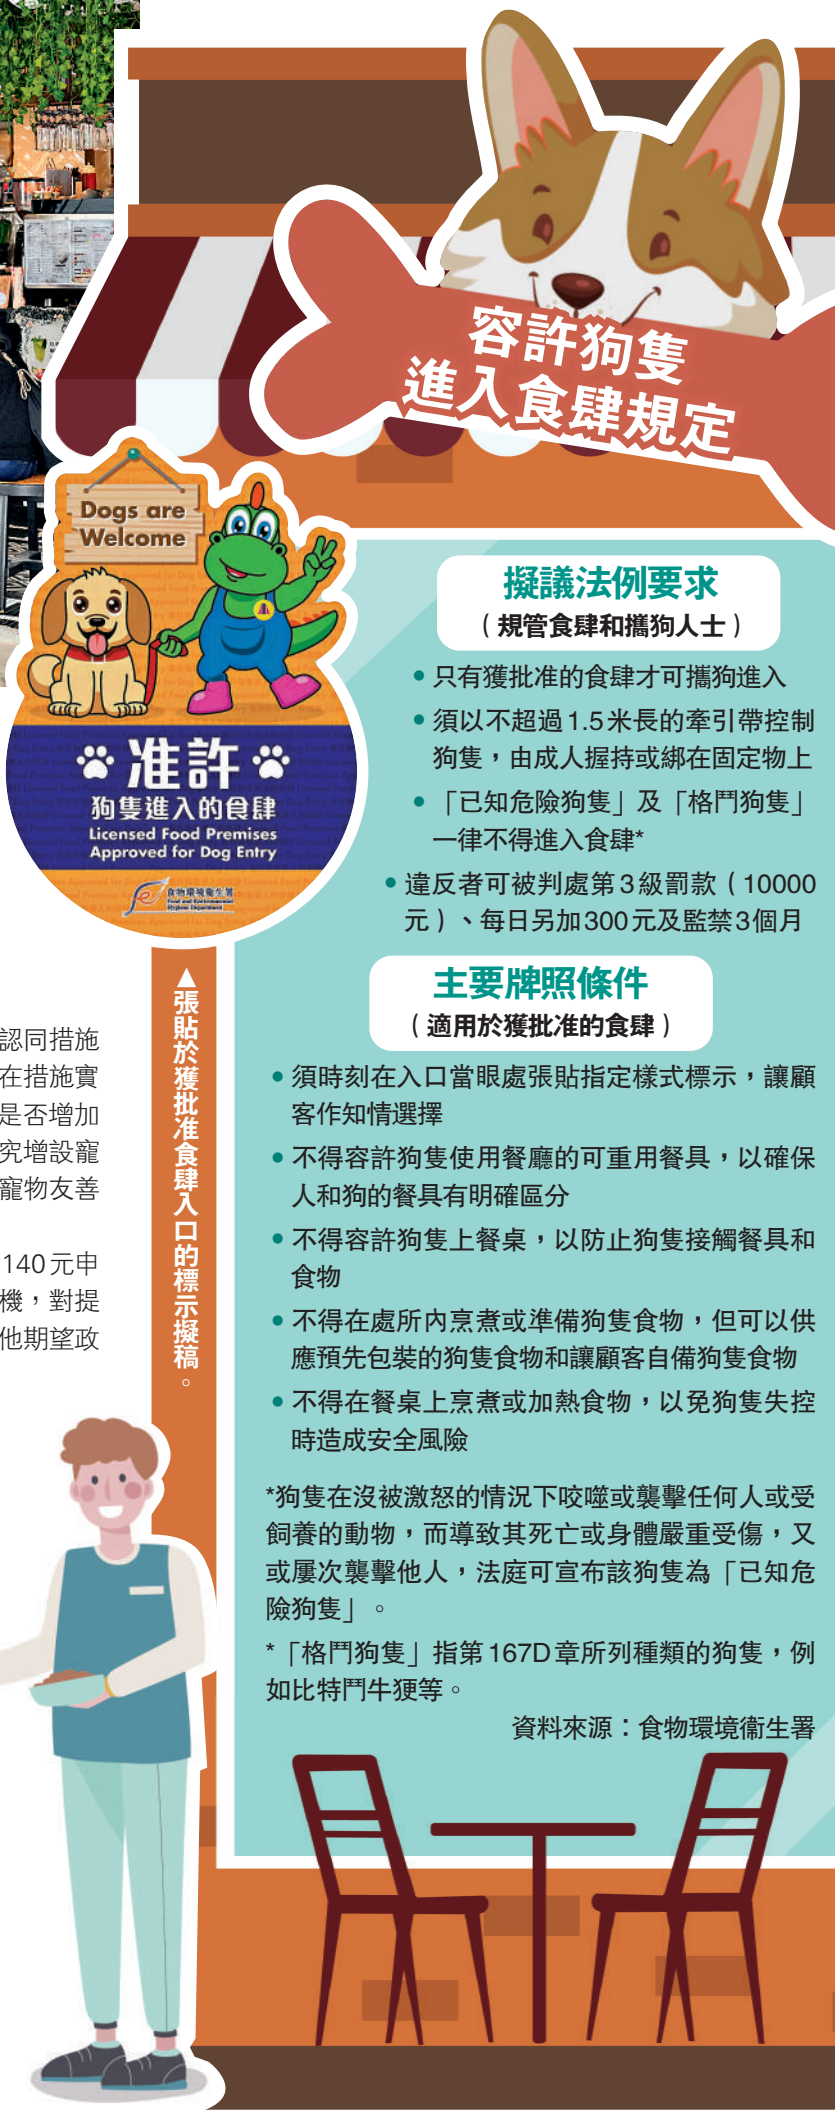 容許狗隻
進入食肆規定
Dogs are
Welcome
准許
狗隻進入的食肆
Licensed Food Premises
Approved for Dog Entry
食物環境衞生署
Food and Environmental
Hygiene Department
▲張貼於獲批准食肆入口的標示擬稿。
擬議法例要求
（規管食肆和攜狗人士）
•只有獲批准的食肆才可攜狗進入
•須以不超過1.5米長的牽引帶控制
狗隻，由成人握持或綁在固定物上
•「已知危險狗隻」及「格鬥狗隻」
一律不得進入食肆*
•違反者可被判處第3級罰款（10000
元）、每日另加300元及監禁3個月
主要牌照條件
（適用於獲批准的食肆）
•須時刻在入口當眼處張貼指定樣式標示，讓顧
客作知情選擇
•不得容許狗隻使用餐廳的可重用餐具，以確保
人和狗的餐具有明確區分
•不得容許狗隻上餐桌，以防止狗隻接觸餐具和
食物
•不得在處所內烹煮或準備狗隻食物，但可以供
應預先包裝的狗隻食物和讓顧客自備狗隻食物
•不得在餐桌上烹煮或加熱食物，以免狗隻失控
時造成安全風險
*狗隻在沒被激怒的情況下咬噬或襲擊任何人或受
飼養的動物，而導致其死亡或身體嚴重受傷，又
或屢次襲擊他人，法庭可宣布該狗隻為「已知危
險狗隻」。
*「格鬥狗隻」指第167D章所列種類的狗隻，例
如比特鬥牛㹴等。
資料來源：食物環境衞生署
認同措施
在措施實
是否增加
究增設寵
寵物友善
140元申
機，對提
他期望政